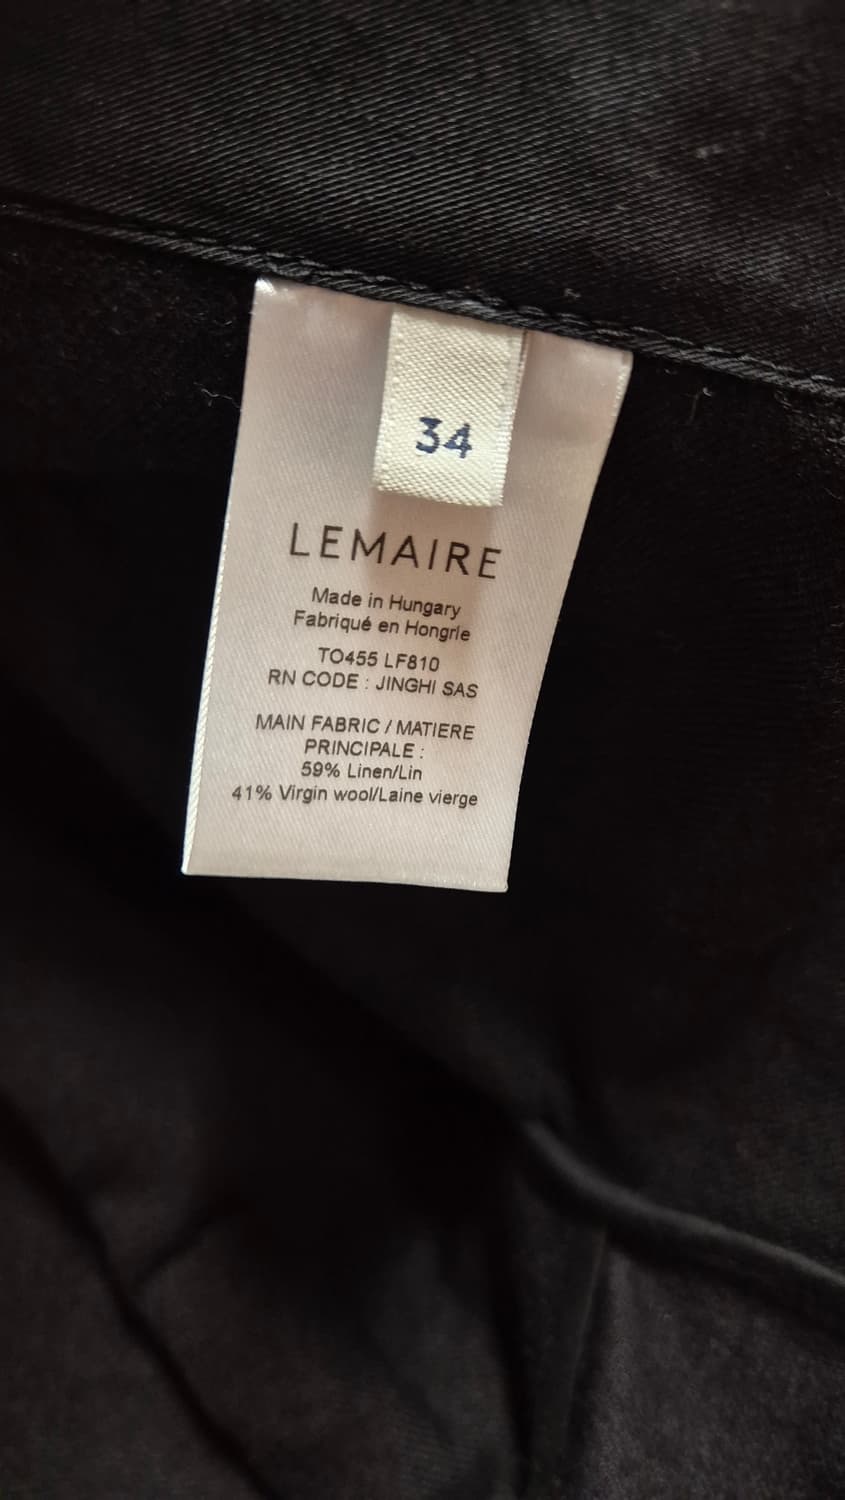 34
LEMAIRE
Made in Hungary
Fabriqué en Hongrie
TO455 LF810
RN CODE : JINGHI SAS
MAIN FABRIC / MATIERE
PRINCIPALE :
59% Linen/Lin
41% Virgin wool/Laine vierge